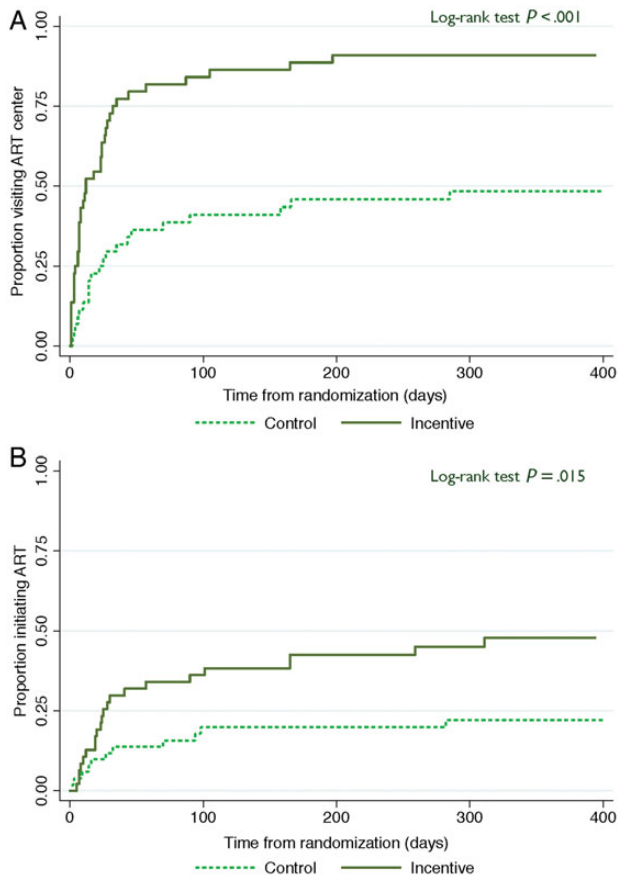 A
Log-rank test P < .001
Proportion visiting ART center
1.00
0.75
0.50
0.25
0.00
0 100 200 300 400
Time from randomization (days)
Control Incentive
B
Log-rank test P = .015
Proportion initiating ART
1.00
0.75
0.50
0.25
0.00
0 100 200 300 400
Time from randomization (days)
Control Incentive